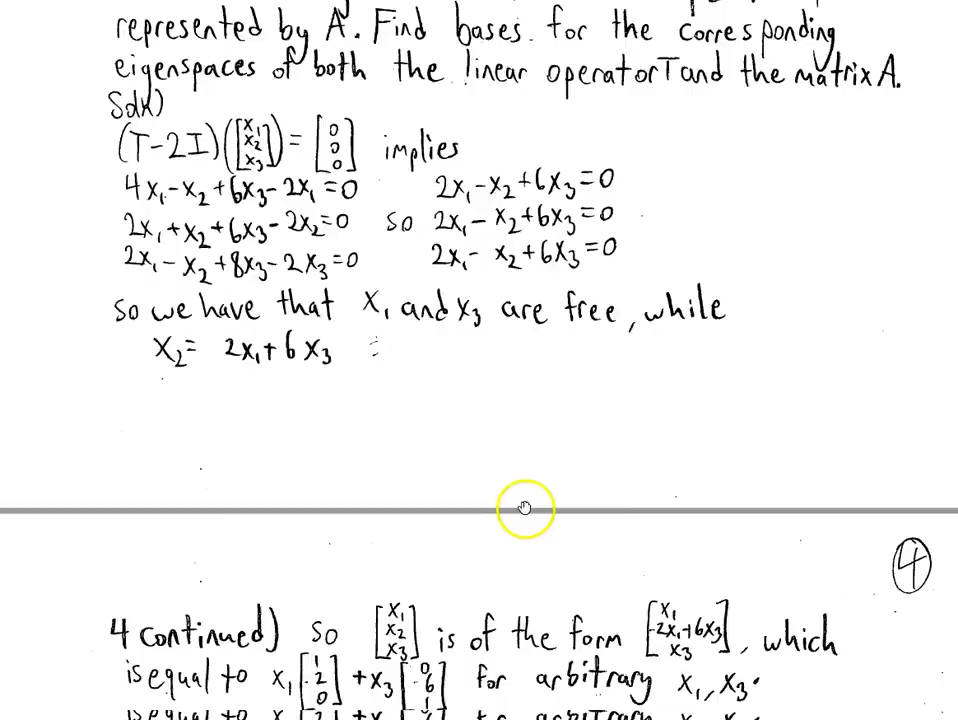 represented by A. Find bases for the corresponding
eigenspaces of both the linear operator T and the matrix A.
Soln)
(T-2I)([x₁ x₂ x₃]) = [0 0 0] implies
4x₁-x₂+6x₃-2x₁=0 2x₁-x₂+6x₃=0
2x₁+x₂+6x₃-2x₂=0 so 2x₁-x₂+6x₃=0
2x₁-x₂+8x₃-2x₃=0 2x₁-x₂+6x₃=0
so we have that x₁ and x₃ are free, while
x₂= 2x₁+6x₃
4
4 continued) so [x₁ x₂ x₃] is of the form [x₁ 2x₁+6x₃ x₃], which
is equal to x₁[1 2 0]+x₃[0 6 1] for arbitrary x₁,x₃.